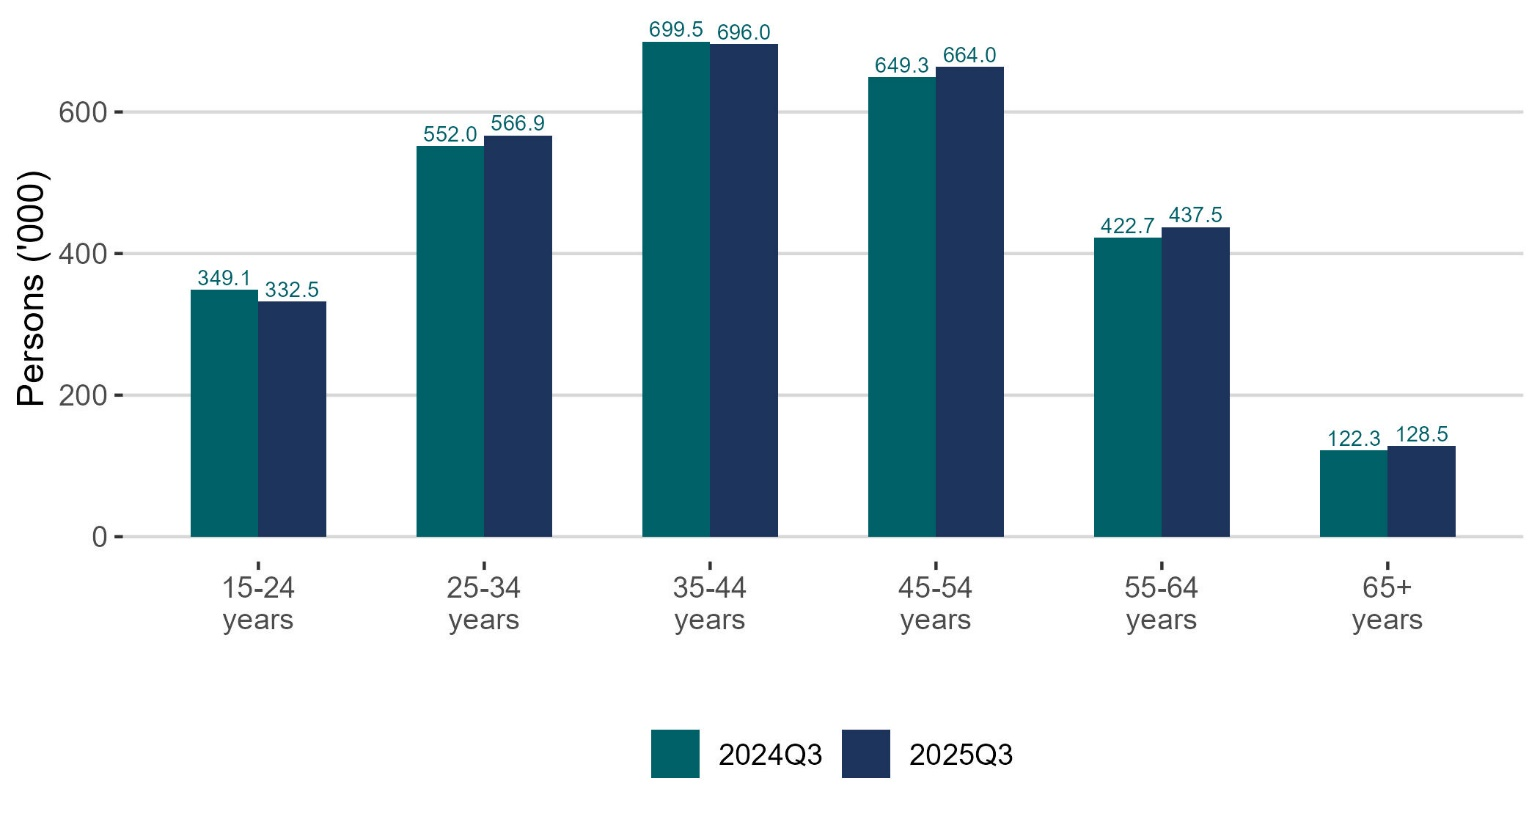 699.5 696.0
649.3 664.0
600
552.0 566.9
Persons ('000)
422.7 437.5
400
349.1 332.5
200
122.3 128.5
0
15-24 25-34 35-44 45-54 55-64 65+
years years years years years years
2024Q3 2025Q3